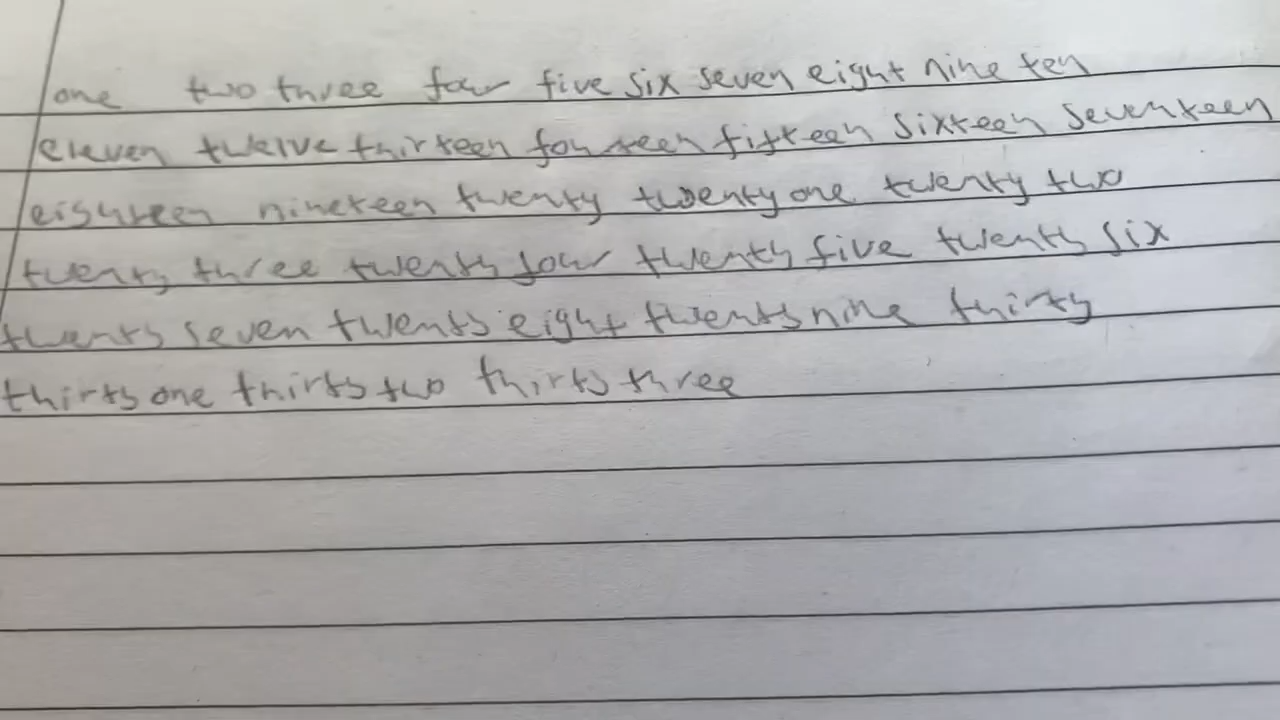 one two three four five six seven eight nine ten
eleven twelve thirteen fourteen fifteen sixteen seventeen
eighteen nineteen twenty twenty one twenty two
twenty three twenty four twenty five twenty six
twenty seven twenty eight twenty nine thirty
thirty one thirty two thirty three